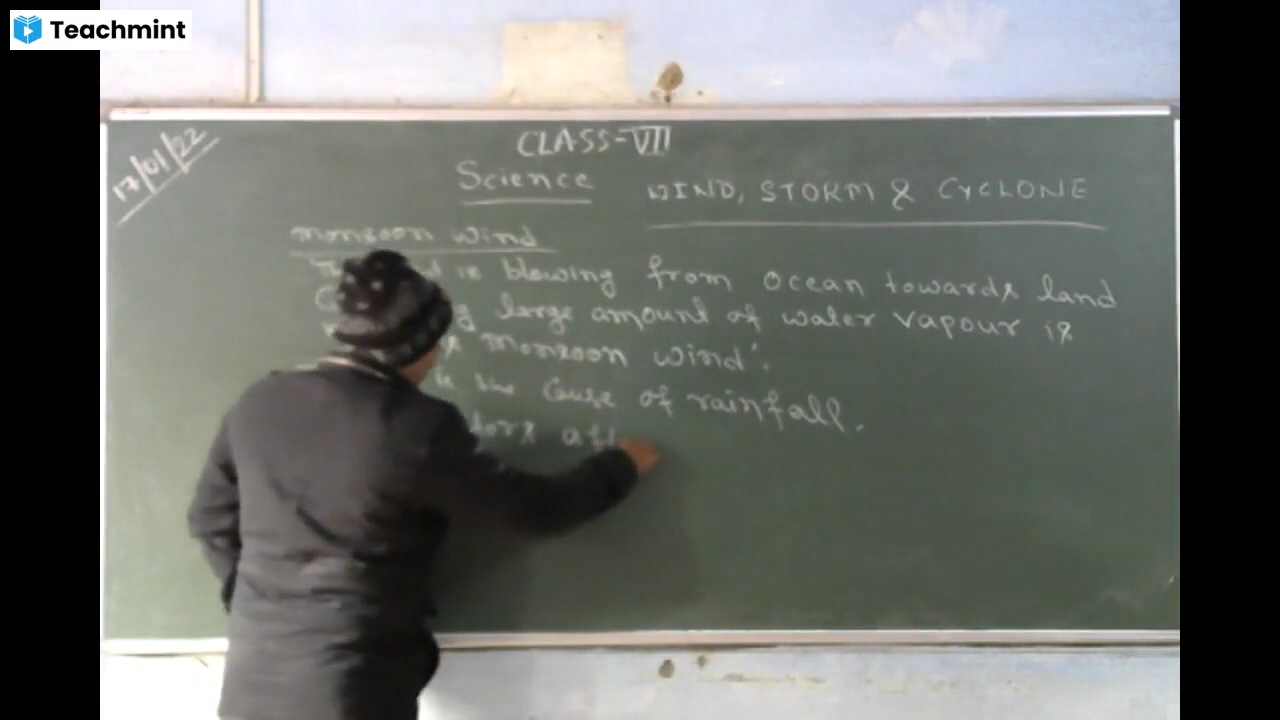 Teachmint
17/01/22
CLASS-VII
Science WIND, STORM & CYCLONE
Monsoon wind
is blowing from ocean towards land
large amount of water vapour is
monsoon wind'.
the cause of rainfall.